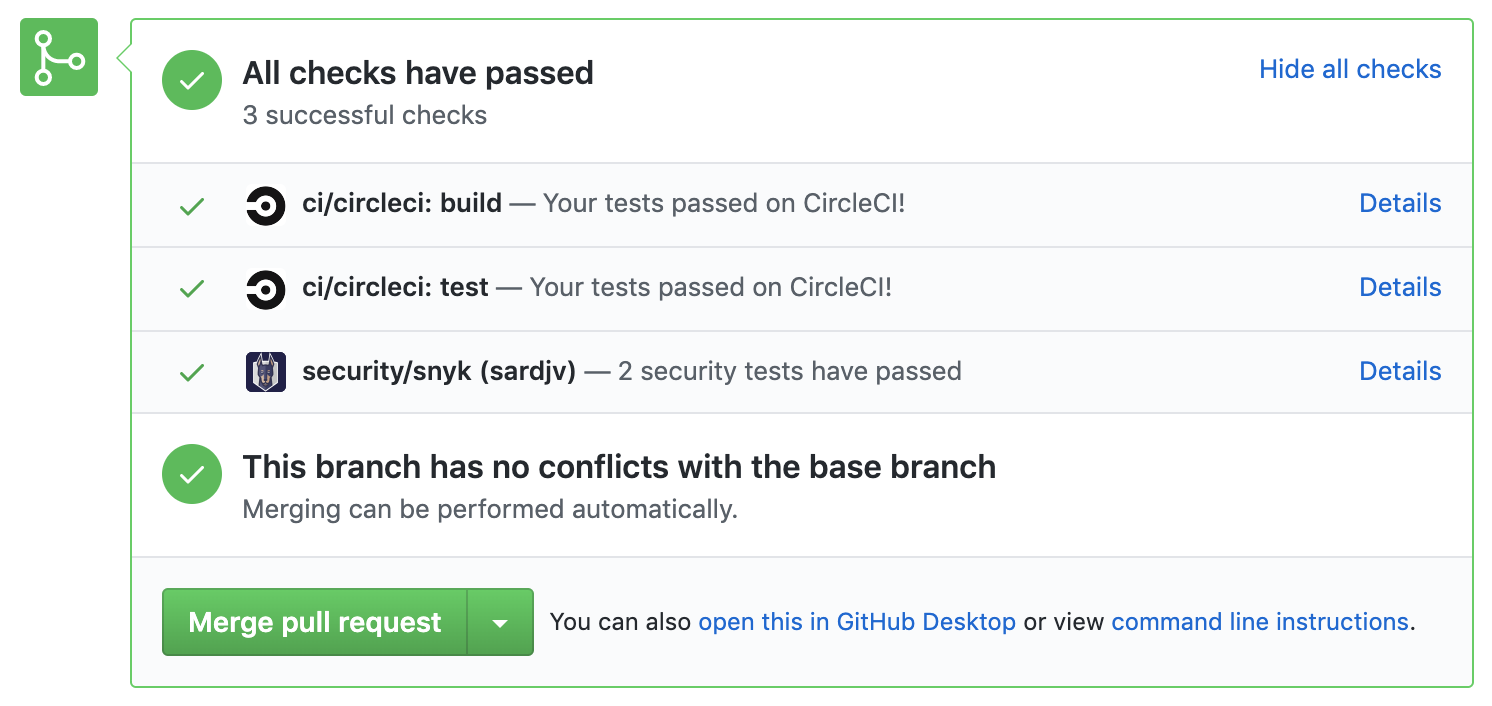 All checks have passed
Hide all checks
3 successful checks
ci/circleci: build — Your tests passed on CircleCI!
Details
ci/circleci: test — Your tests passed on CircleCI!
Details
security/snyk (sardjv) — 2 security tests have passed
Details
This branch has no conflicts with the base branch
Merging can be performed automatically.
Merge pull request
You can also open this in GitHub Desktop or view command line instructions.